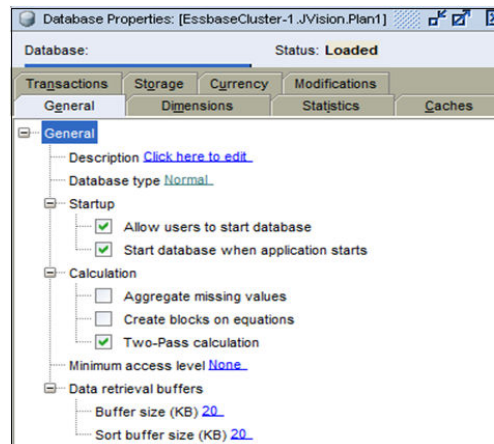 Database Properties: [EssbaseCluster-1.JVision.Plan1]
Database: Status: Loaded
Transactions Storage Currency Modifications
General Dimensions Statistics Caches
General
Description Click here to edit
Database type Normal
Startup
Allow users to start database
Start database when application starts
Calculation
Aggregate missing values
Create blocks on equations
Two-Pass calculation
Minimum access level None
Data retrieval buffers
Buffer size (KB) 20
Sort buffer size (KB) 20